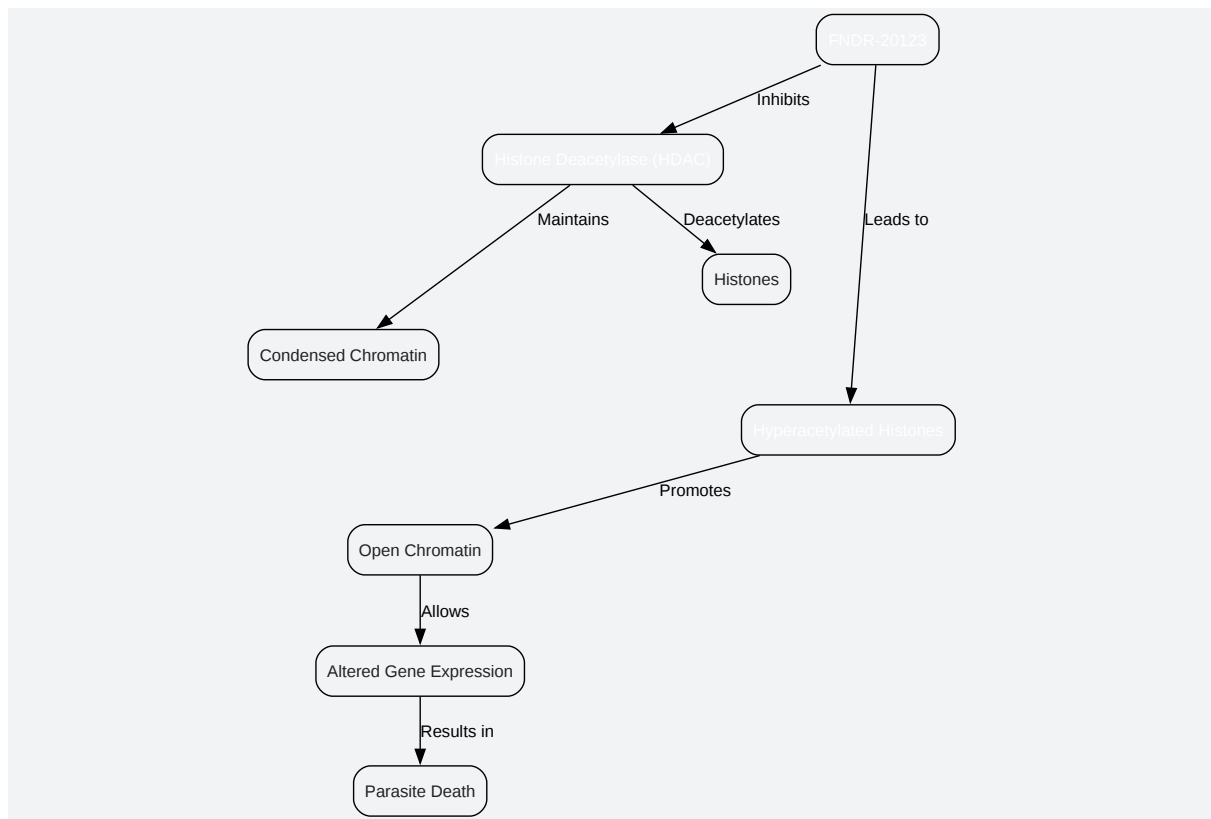 FNDR-20123
Inhibits
Histone Deacetylase (HDAC)
Maintains
Deacetylates
Leads to
Histones
Condensed Chromatin
Hyperacetylated Histones
Promotes
Open Chromatin
Allows
Altered Gene Expression
Results in
Parasite Death